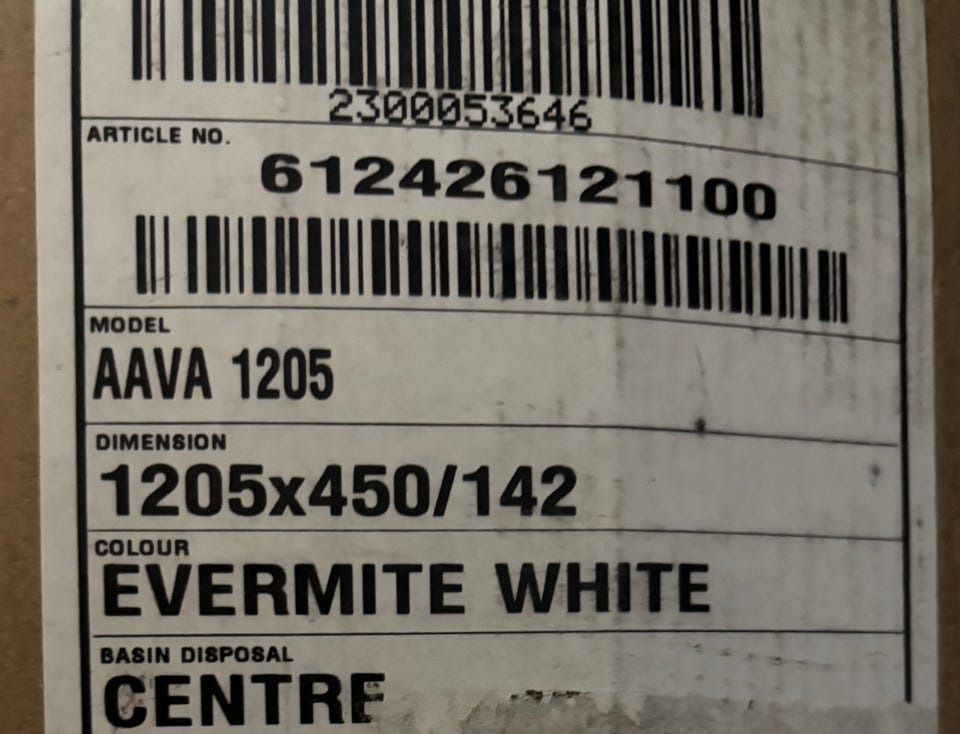 2300053646
ARTICLE NO.
612426121100
MODEL
AAVA 1205
DIMENSION
1205x450/142
COLOUR
EVERMITE WHITE
BASIN DISPOSAL
CENTRE